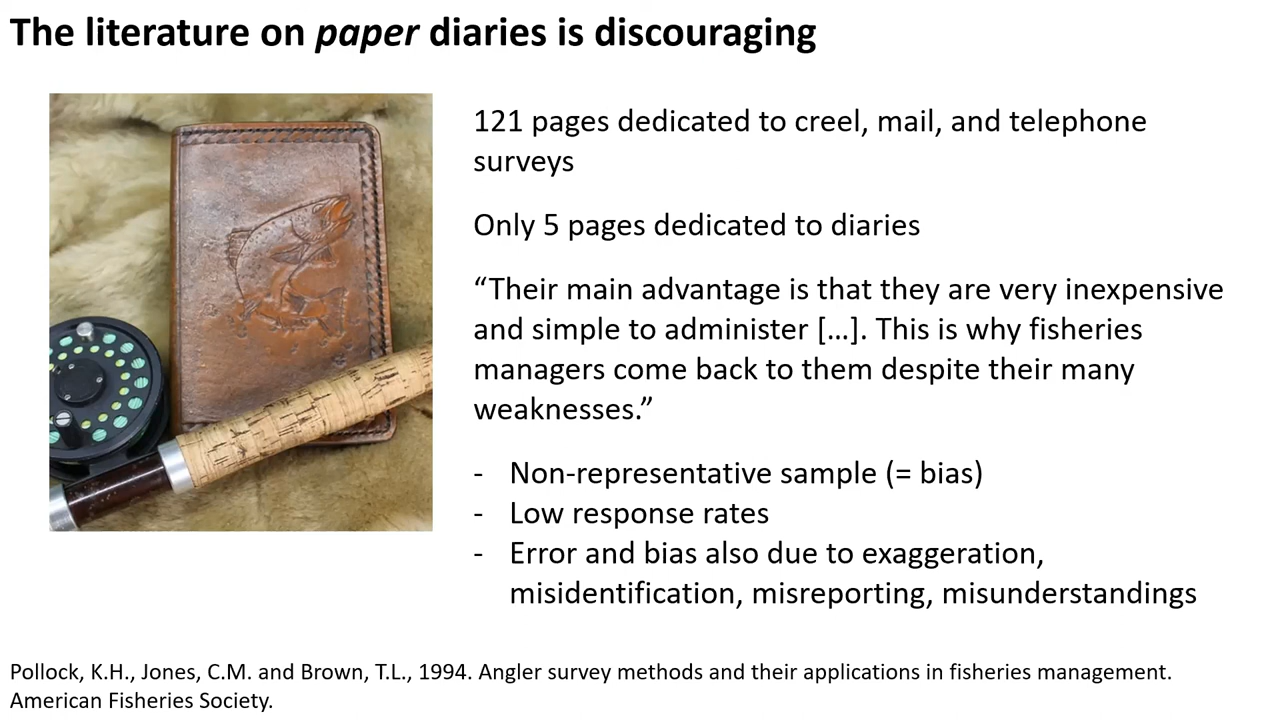 The literature on paper diaries is discouraging
121 pages dedicated to creel, mail, and telephone
surveys
Only 5 pages dedicated to diaries
“Their main advantage is that they are very inexpensive
and simple to administer […]. This is why fisheries
managers come back to them despite their many
weaknesses.”
- Non-representative sample (= bias)
- Low response rates
- Error and bias also due to exaggeration,
misidentification, misreporting, misunderstandings
Pollock, K.H., Jones, C.M. and Brown, T.L., 1994. Angler survey methods and their applications in fisheries management.
American Fisheries Society.